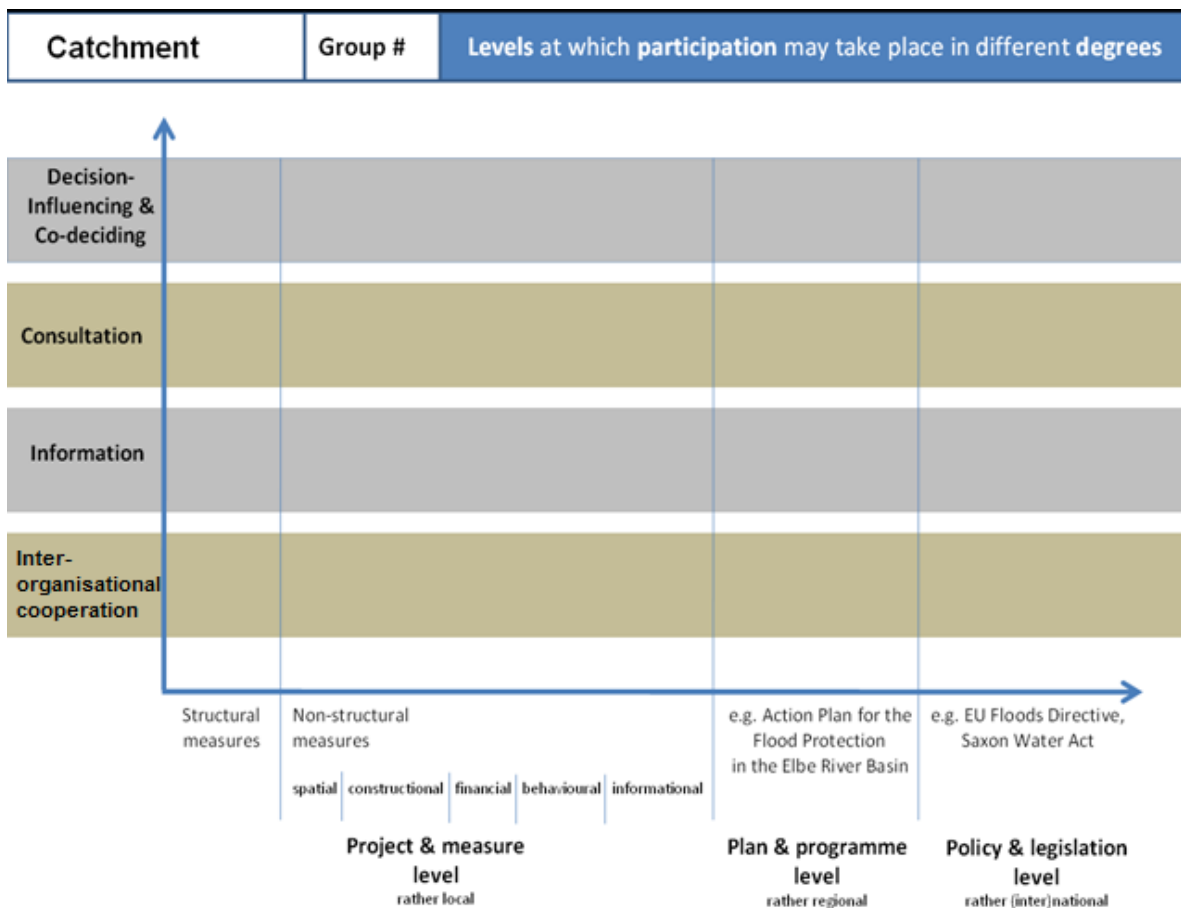 Catchment
Group #
Levels at which participation may take place in different degrees
Decision-
Influencing &
Co-deciding
Consultation
Information
Inter-
organisational
cooperation
Structural
measures
Non-structural
measures
e.g. Action Plan for the
Flood Protection
in the Elbe River Basin
e.g. EU Floods Directive,
Saxon Water Act
spatial
constructional
financial
behavioural
informational
Project & measure
level
rather local
Plan & programme
level
rather regional
Policy & legislation
level
rather (inter)national